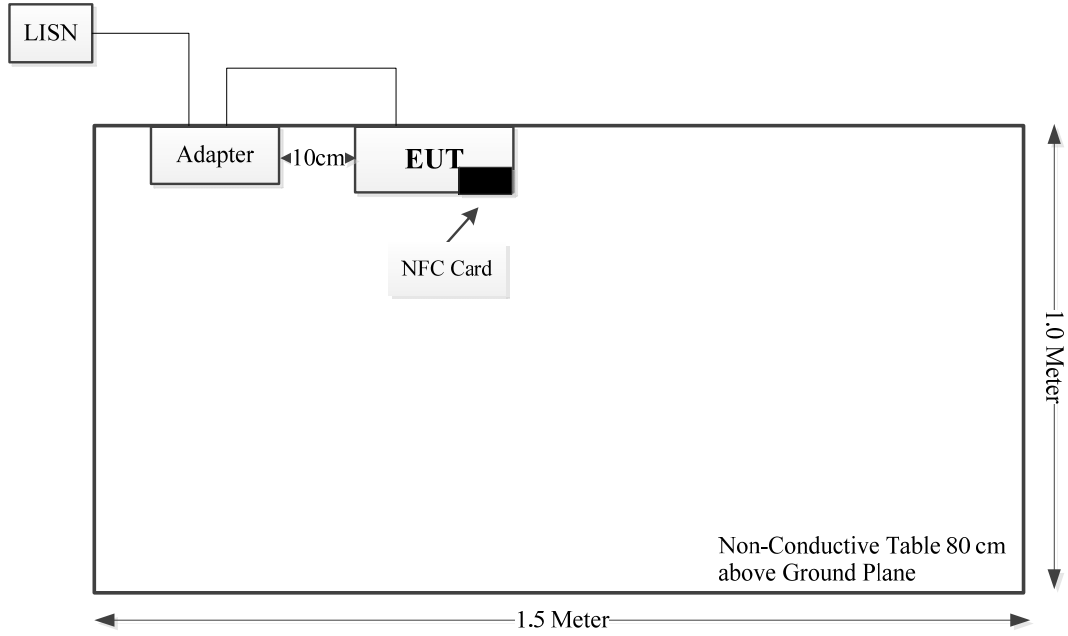 LISN
Adapter
10cm
EUT
NFC Card
1.0 Meter
Non-Conductive Table 80 cm
above Ground Plane
1.5 Meter